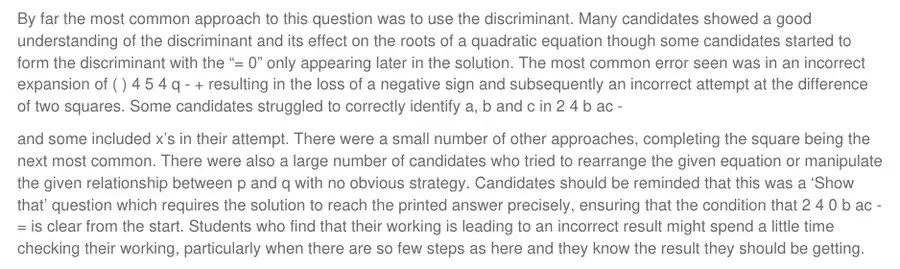 By far the most common approach to this question was to use the discriminant. Many candidates showed a good
understanding of the discriminant and its effect on the roots of a quadratic equation though some candidates started to
form the discriminant with the “= 0” only appearing later in the solution. The most common error seen was in an incorrect
expansion of ( ) 4 5 4 q - + resulting in the loss of a negative sign and subsequently an incorrect attempt at the difference
of two squares. Some candidates struggled to correctly identify a, b and c in 2 4 b ac -
and some included x’s in their attempt. There were a small number of other approaches, completing the square being the
next most common. There were also a large number of candidates who tried to rearrange the given equation or manipulate
the given relationship between p and q with no obvious strategy. Candidates should be reminded that this was a ‘Show
that’ question which requires the solution to reach the printed answer precisely, ensuring that the condition that 2 4 0 b ac -
= is clear from the start. Students who find that their working is leading to an incorrect result might spend a little time
checking their working, particularly when there are so few steps as here and they know the result they should be getting.